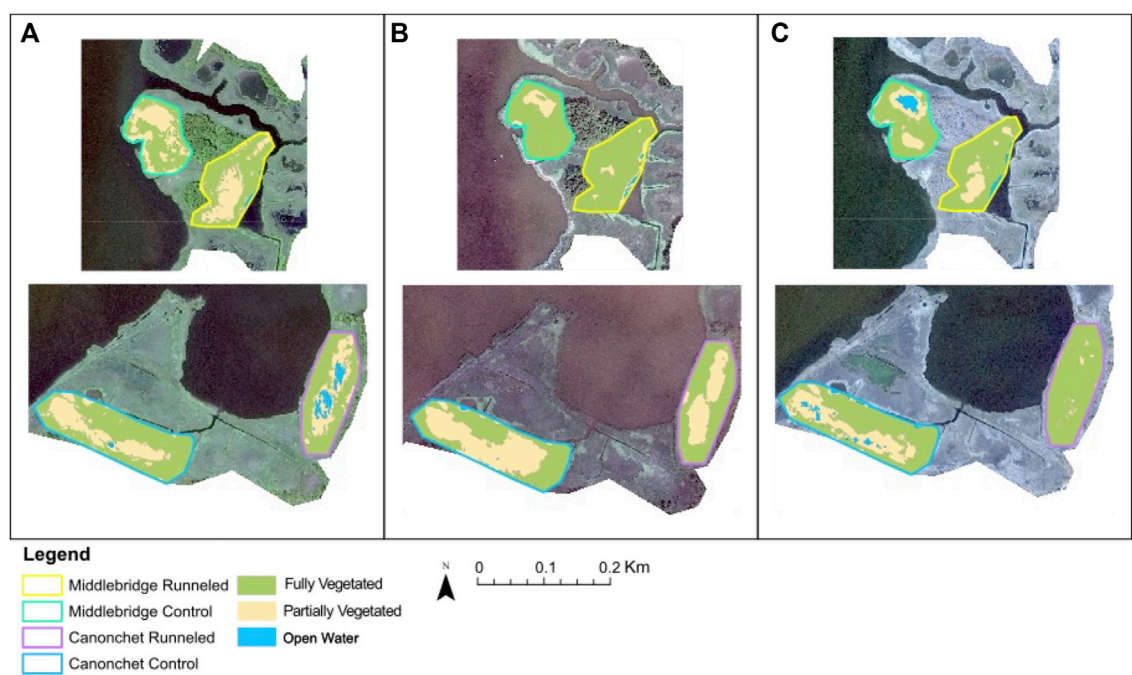 A
B
C
Legend
Middlebridge Runneled
Middlebridge Control
Canonchet Runneled
Canonchet Control
Fully Vegetated
Partially Vegetated
Open Water
N
0 0.1 0.2 Km